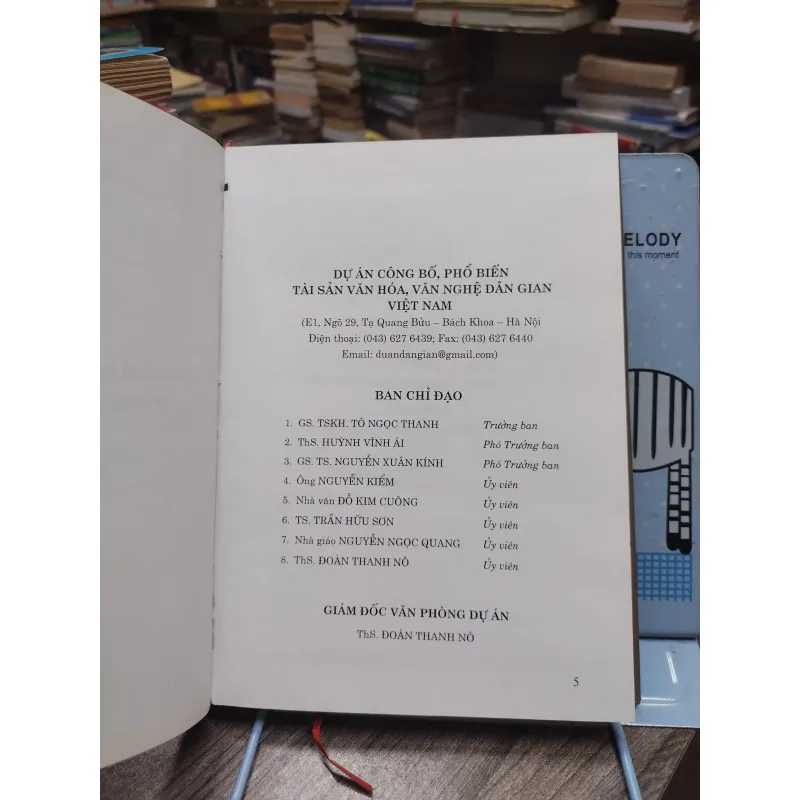 DỰ ÁN CÔNG BỐ, PHỔ BIẾN
TÀI SẢN VĂN HÓA, VĂN NGHỆ DÂN GIAN
VIỆT NAM
(E1, Ngõ 29, Tạ Quang Bửu – Bách Khoa – Hà Nội
Điện thoại: (043) 627 6439; Fax: (043) 627 6440
Email: duandangian@gmail.com)
BAN CHỈ ĐẠO
1. GS. TSKH. TÔ NGỌC THANH Trưởng ban
2. ThS. HUỲNH VĨNH ÁI Phó Trưởng ban
3. GS. TS. NGUYỄN XUÂN KÍNH Phó Trưởng ban
4. Ông NGUYỄN KIỂM Ủy viên
5. Nhà văn ĐỖ KIM CUÔNG Ủy viên
6. TS. TRẦN HỮU SƠN Ủy viên
7. Nhà giáo NGUYỄN NGỌC QUANG Ủy viên
8. ThS. ĐOÀN THANH NÔ Ủy viên
GIÁM ĐỐC VĂN PHÒNG DỰ ÁN
ThS. ĐOÀN THANH NÔ
5
ELODY
this moment